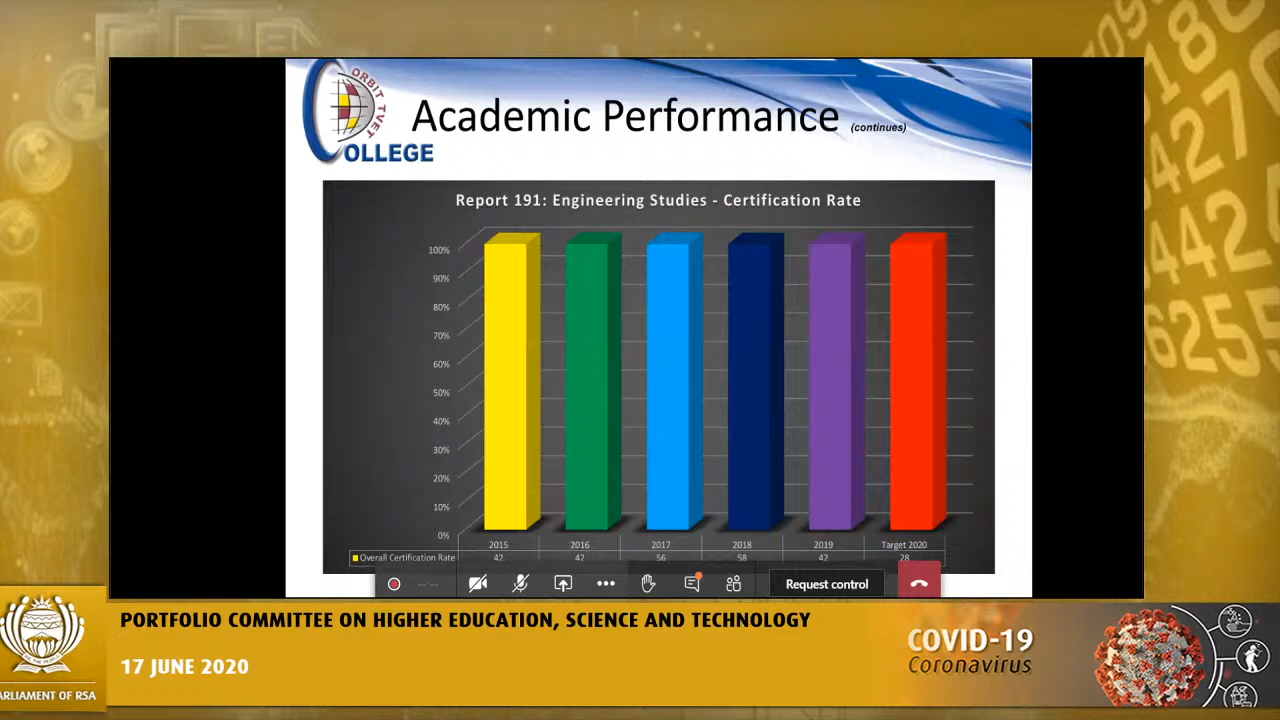 ORBIT TVET
COLLEGE
Academic Performance (continues)
Report 191: Engineering Studies - Certification Rate
100%
90%
80%
70%
60%
50%
40%
30%
20%
10%
0%
2015 2016 2017 2018 2019 Target 2020
Overall Certification Rate 42 42 56 58 42 28
Request control
PORTFOLIO COMMITTEE ON HIGHER EDUCATION, SCIENCE AND TECHNOLOGY
17 JUNE 2020
COVID-19
Coronavirus
ARLIAMENT OF RSA
6255